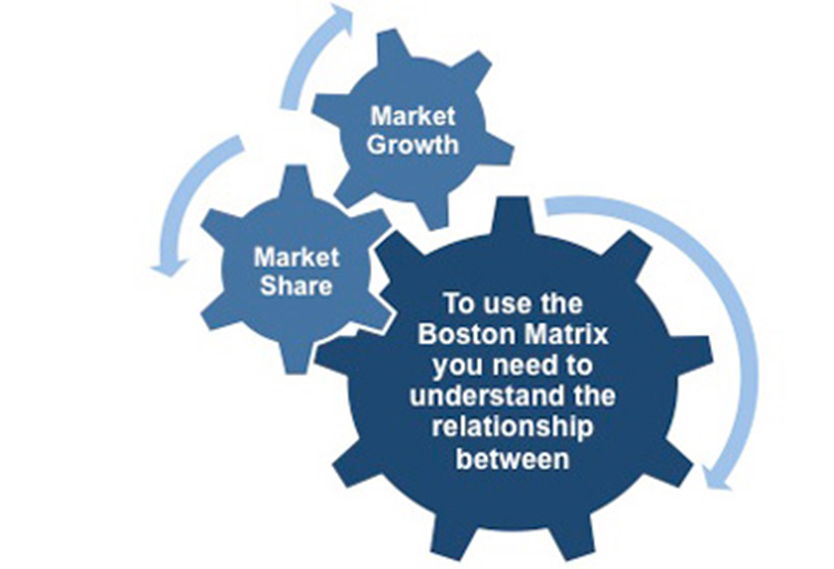 Market
Growth
Market
Share
To use the
Boston Matrix
you need to
understand the
relationship
between